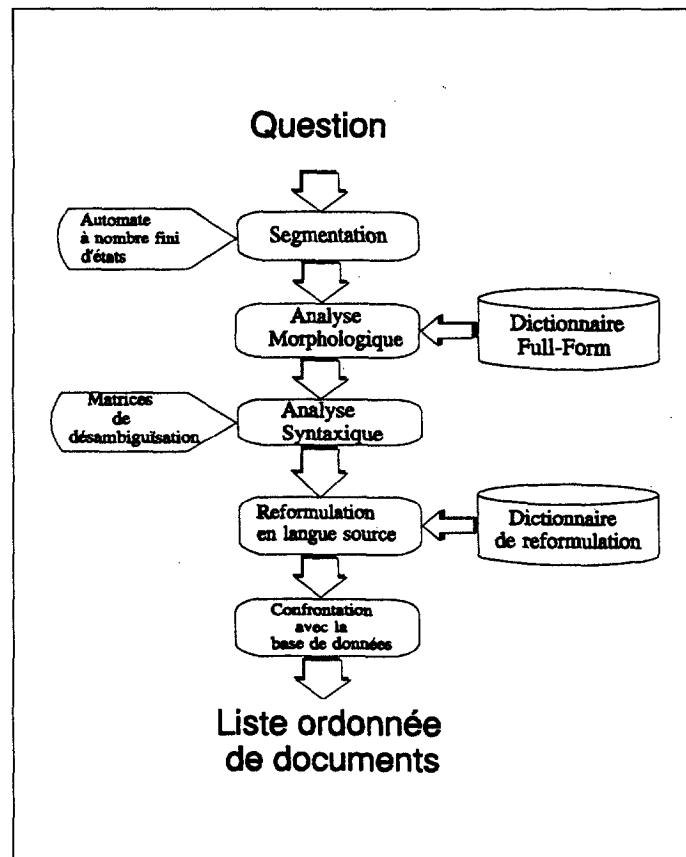 Question
Automate
à nombre fini
d'états
Segmentation
Analyse
Morphologique
Dictionnaire
Full-Form
Matrices
de
désambiguïsation
Analyse
Syntaxique
Reformulation
en langue source
Dictionnaire
de reformulation
Confrontation
avec la
base de données
Liste ordonnée
de documents